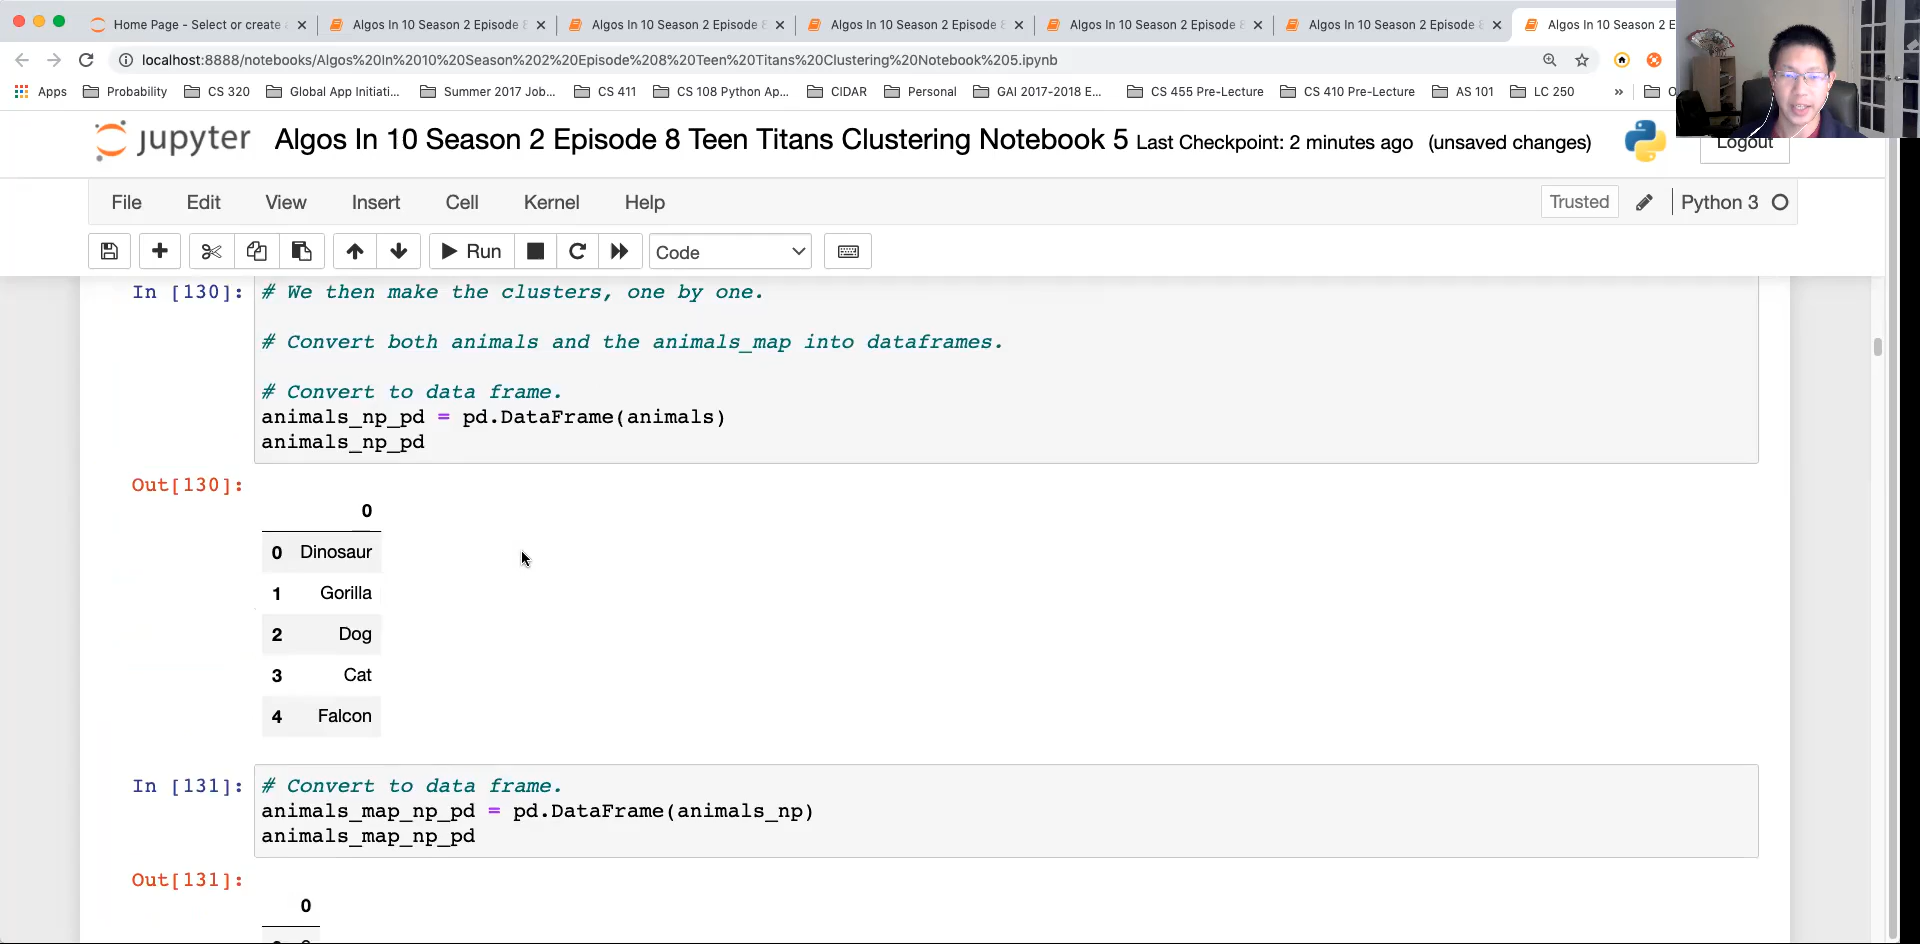 Home Page - Select or create
Algos In 10 Season 2 Episode
Algos In 10 Season 2 Episode
Algos In 10 Season 2 Episode
Algos In 10 Season 2 Episode
Algos In 10 Season 2 Episode
Algos In 10 Season 2 E
localhost:8888/notebooks/Algos%20In%2010%20Season%202%20Episode%208%20Teen%20Titans%20Clustering%20Notebook%205.ipynb
Apps Probability CS 320 Global App Initiati... Summer 2017 Job... CS 411 CS 108 Python Ap... CIDAR Personal GAI 2017-2018 E... CS 455 Pre-Lecture CS 410 Pre-Lecture AS 101 LC 250 »
jupyter Algos In 10 Season 2 Episode 8 Teen Titans Clustering Notebook 5 Last Checkpoint: 2 minutes ago (unsaved changes) Logout
File Edit View Insert Cell Kernel Help Trusted Python 3
Run Code
In [130]: # We then make the clusters, one by one.
# Convert both animals and the animals_map into dataframes.
# Convert to data frame.
animals_np_pd = pd.DataFrame(animals)
animals_np_pd
Out[130]:
0
0 Dinosaur
1 Gorilla
2 Dog
3 Cat
4 Falcon
In [131]: # Convert to data frame.
animals_map_np_pd = pd.DataFrame(animals_np)
animals_map_np_pd
Out[131]:
0